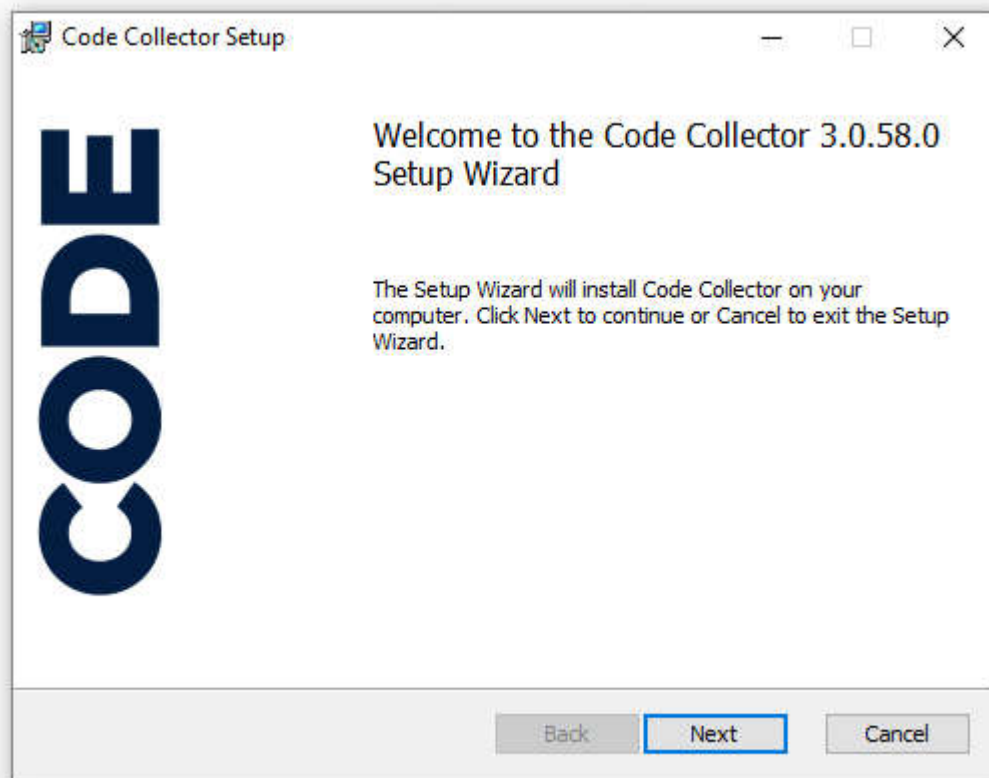 Code Collector Setup
CODE
Welcome to the Code Collector 3.0.58.0
Setup Wizard
The Setup Wizard will install Code Collector on your
computer. Click Next to continue or Cancel to exit the Setup
Wizard.
Back Next Cancel